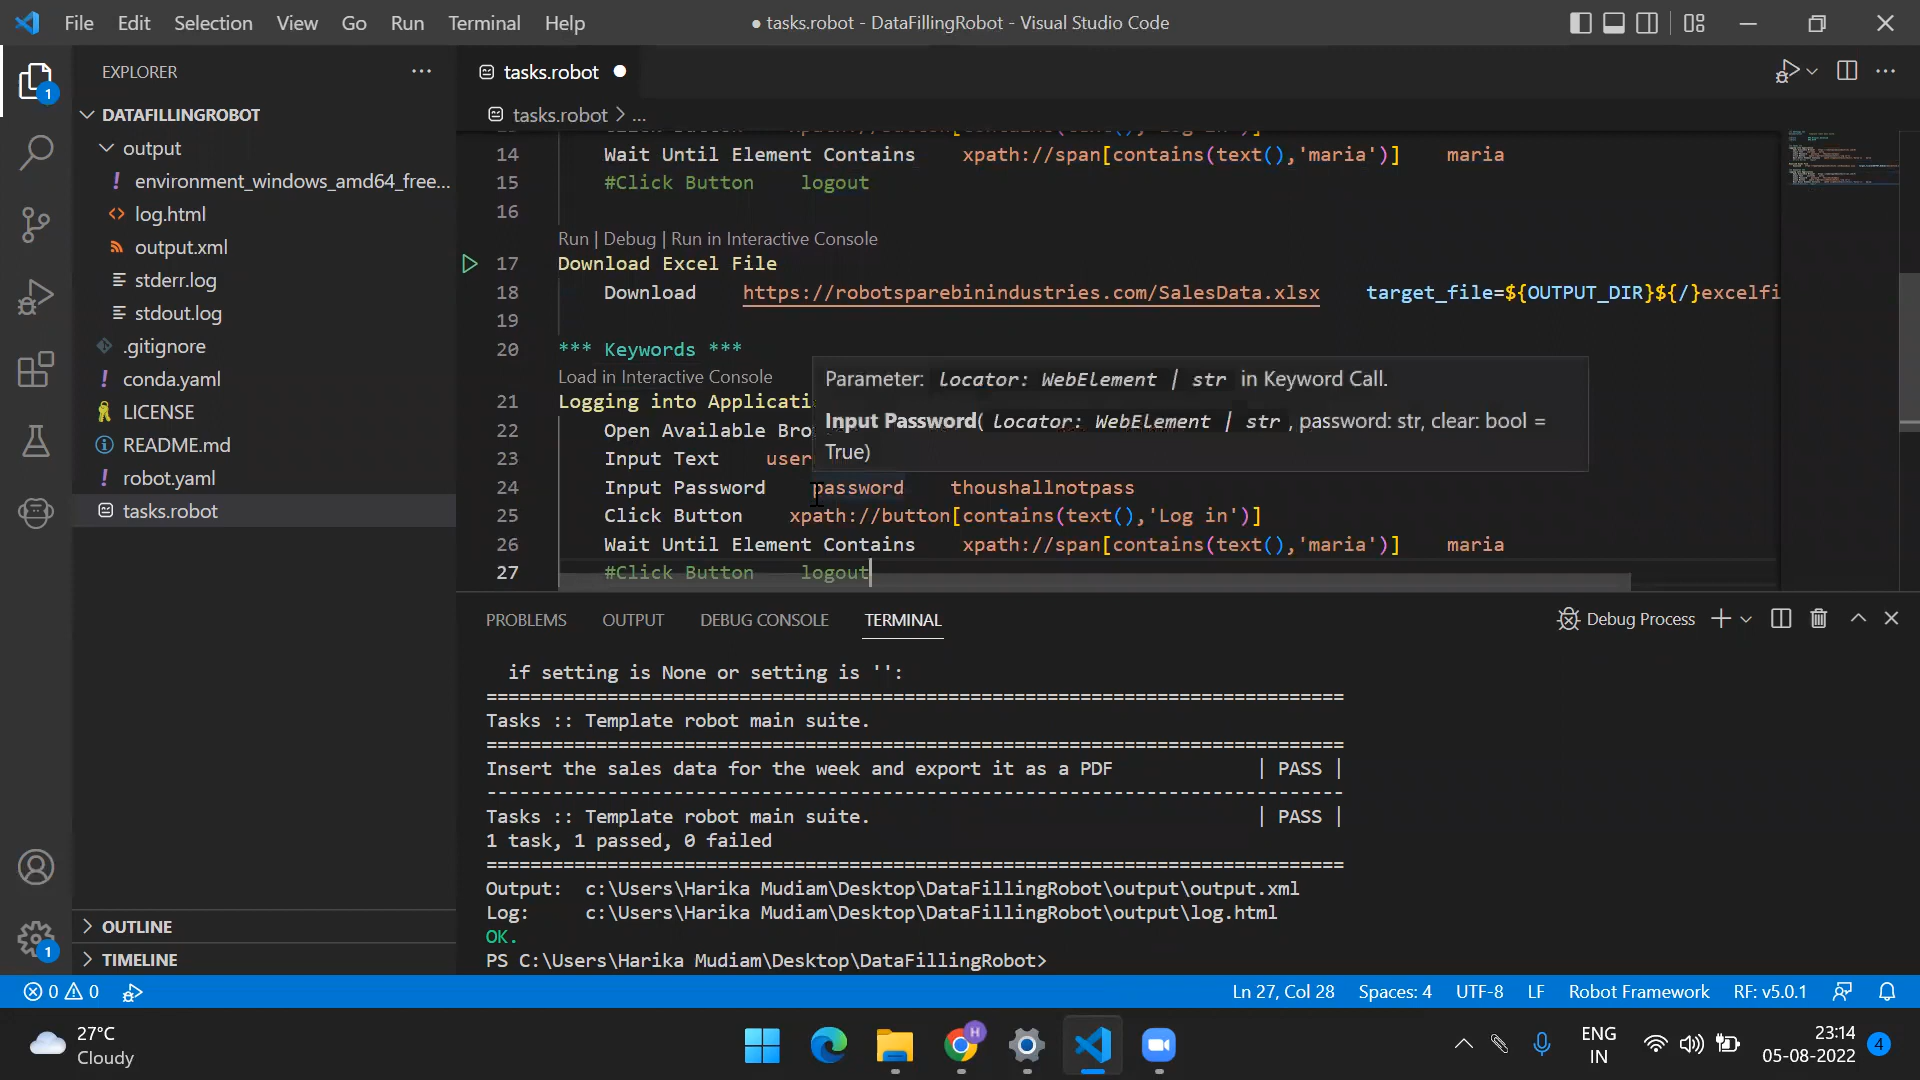 File Edit Selection View Go Run Terminal Help
● tasks.robot - DataFillingRobot - Visual Studio Code
EXPLORER
DATAFILLINGROBOT
output
! environment_windows_amd64_free...
log.html
output.xml
stderr.log
stdout.log
.gitignore
! conda.yaml
LICENSE
README.md
! robot.yaml
tasks.robot
OUTLINE
TIMELINE
1
1
tasks.robot ●
tasks.robot > ...
14 Wait Until Element Contains xpath://span[contains(text(),'maria')] maria
15 #Click Button logout
16
Run | Debug | Run in Interactive Console
17 Download Excel File
18 Download https://robotsparebinindustries.com/SalesData.xlsx target_file=${OUTPUT_DIR}${/}excelfi
19
20 *** Keywords ***
Load in Interactive Console
21 Logging into Applicati
22 Open Available Bro
23 Input Text user
24 Input Password password thoushallnotpass
25 Click Button xpath://button[contains(text(),'Log in')]
26 Wait Until Element Contains xpath://span[contains(text(),'maria')] maria
27 #Click Button logout
Parameter: locator: WebElement | str in Keyword Call.
Input Password( locator: WebElement | str , password: str, clear: bool =
True)
PROBLEMS OUTPUT DEBUG CONSOLE TERMINAL
Debug Process
if setting is None or setting is '':
==============================================================================
Tasks :: Template robot main suite.
==============================================================================
Insert the sales data for the week and export it as a PDF | PASS |
------------------------------------------------------------------------------
Tasks :: Template robot main suite. | PASS |
1 task, 1 passed, 0 failed
==============================================================================
Output: c:\Users\Harika Mudiam\Desktop\DataFillingRobot\output\output.xml
Log: c:\Users\Harika Mudiam\Desktop\DataFillingRobot\output\log.html
OK.
PS C:\Users\Harika Mudiam\Desktop\DataFillingRobot>
0 0
Ln 27, Col 28 Spaces: 4 UTF-8 LF Robot Framework RF: v5.0.1
27°C
Cloudy
H
ENG
IN
23:14
05-08-2022
4